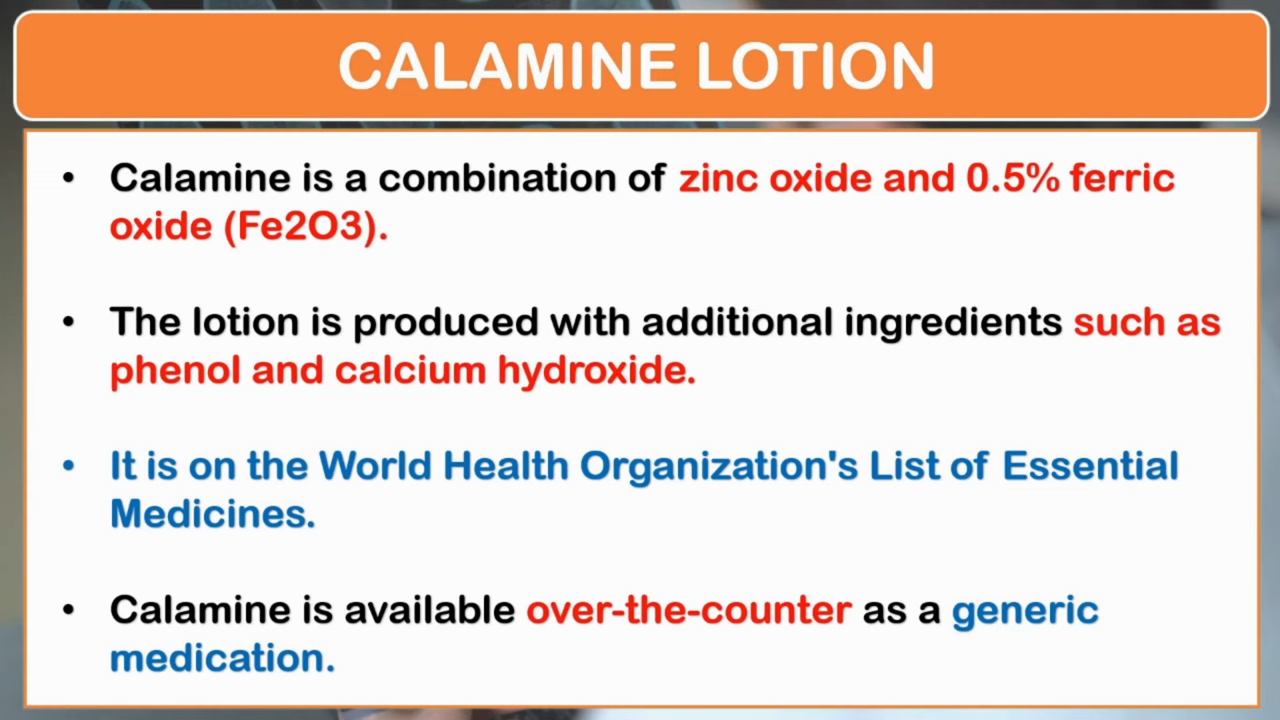 CALAMINE LOTION
• Calamine is a combination of zinc oxide and 0.5% ferric
oxide (Fe2O3).
• The lotion is produced with additional ingredients such as
phenol and calcium hydroxide.
• It is on the World Health Organization's List of Essential
Medicines.
• Calamine is available over-the-counter as a generic
medication.